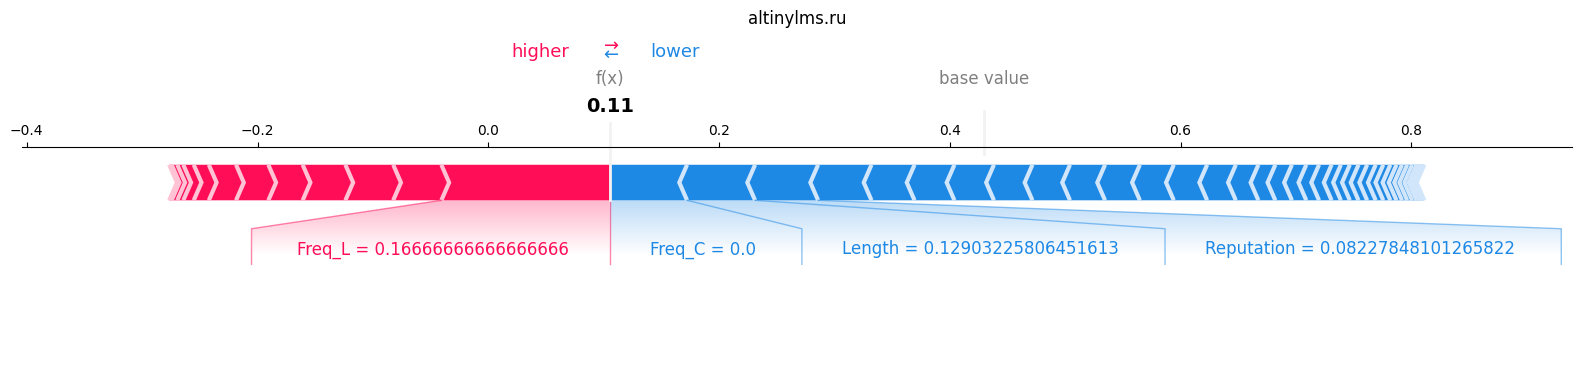 altinylms.ru
higher → ← lower
f(x) base value
0.11
−0.4 −0.2 0.0 0.2 0.4 0.6 0.8
Freq_L = 0.16666666666666666 Freq_C = 0.0 Length = 0.12903225806451613 Reputation = 0.08227848101265822